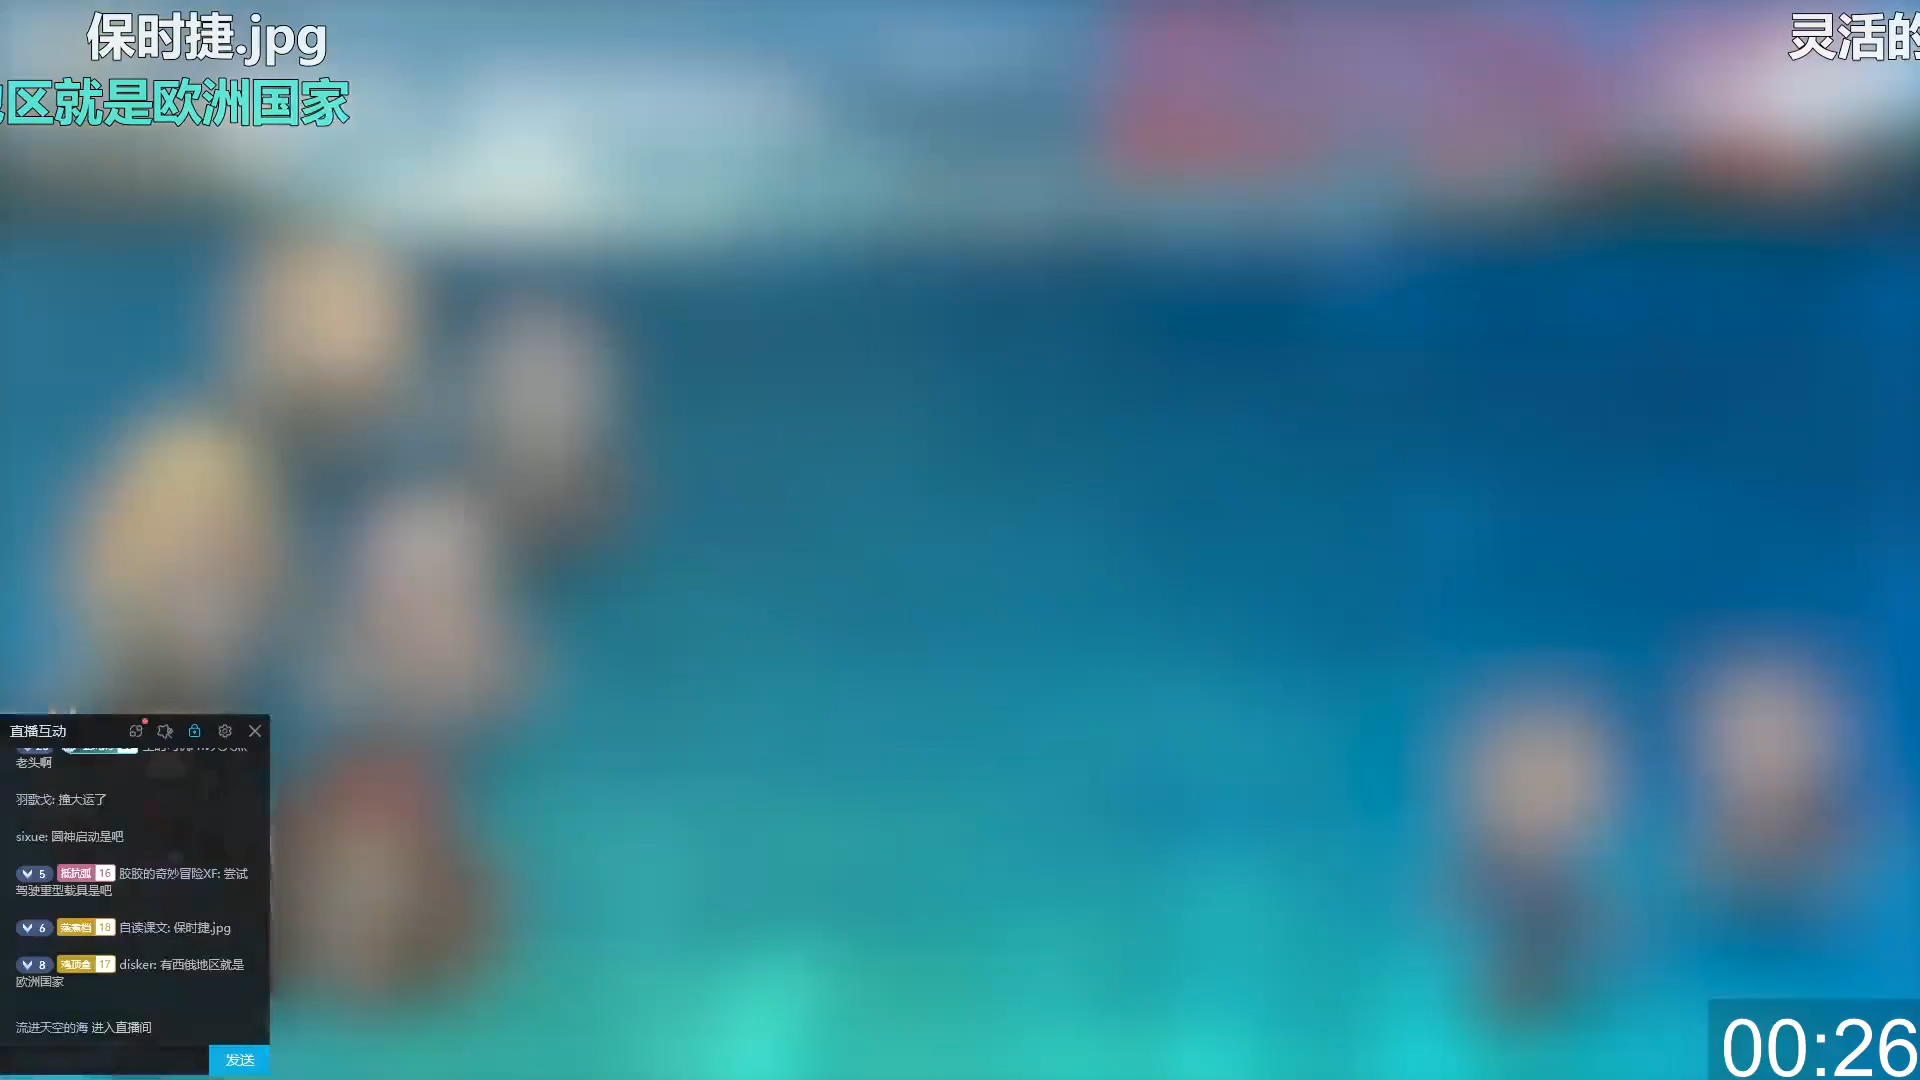 保时捷.jpg
灵活的
区就是欧洲国家
直播互动
老头啊
羽歌戈: 撞大运了
sixue: 圆神启动是吧
5 抵抗弧 16 胶胶的奇妙冒险XF: 尝试
驾驶重型载具是吧
6 18 自读课文: 保时捷.jpg
8 17 disker: 有西俄地区就是
欧洲国家
流进天空的海 进入直播间
发送
00:26